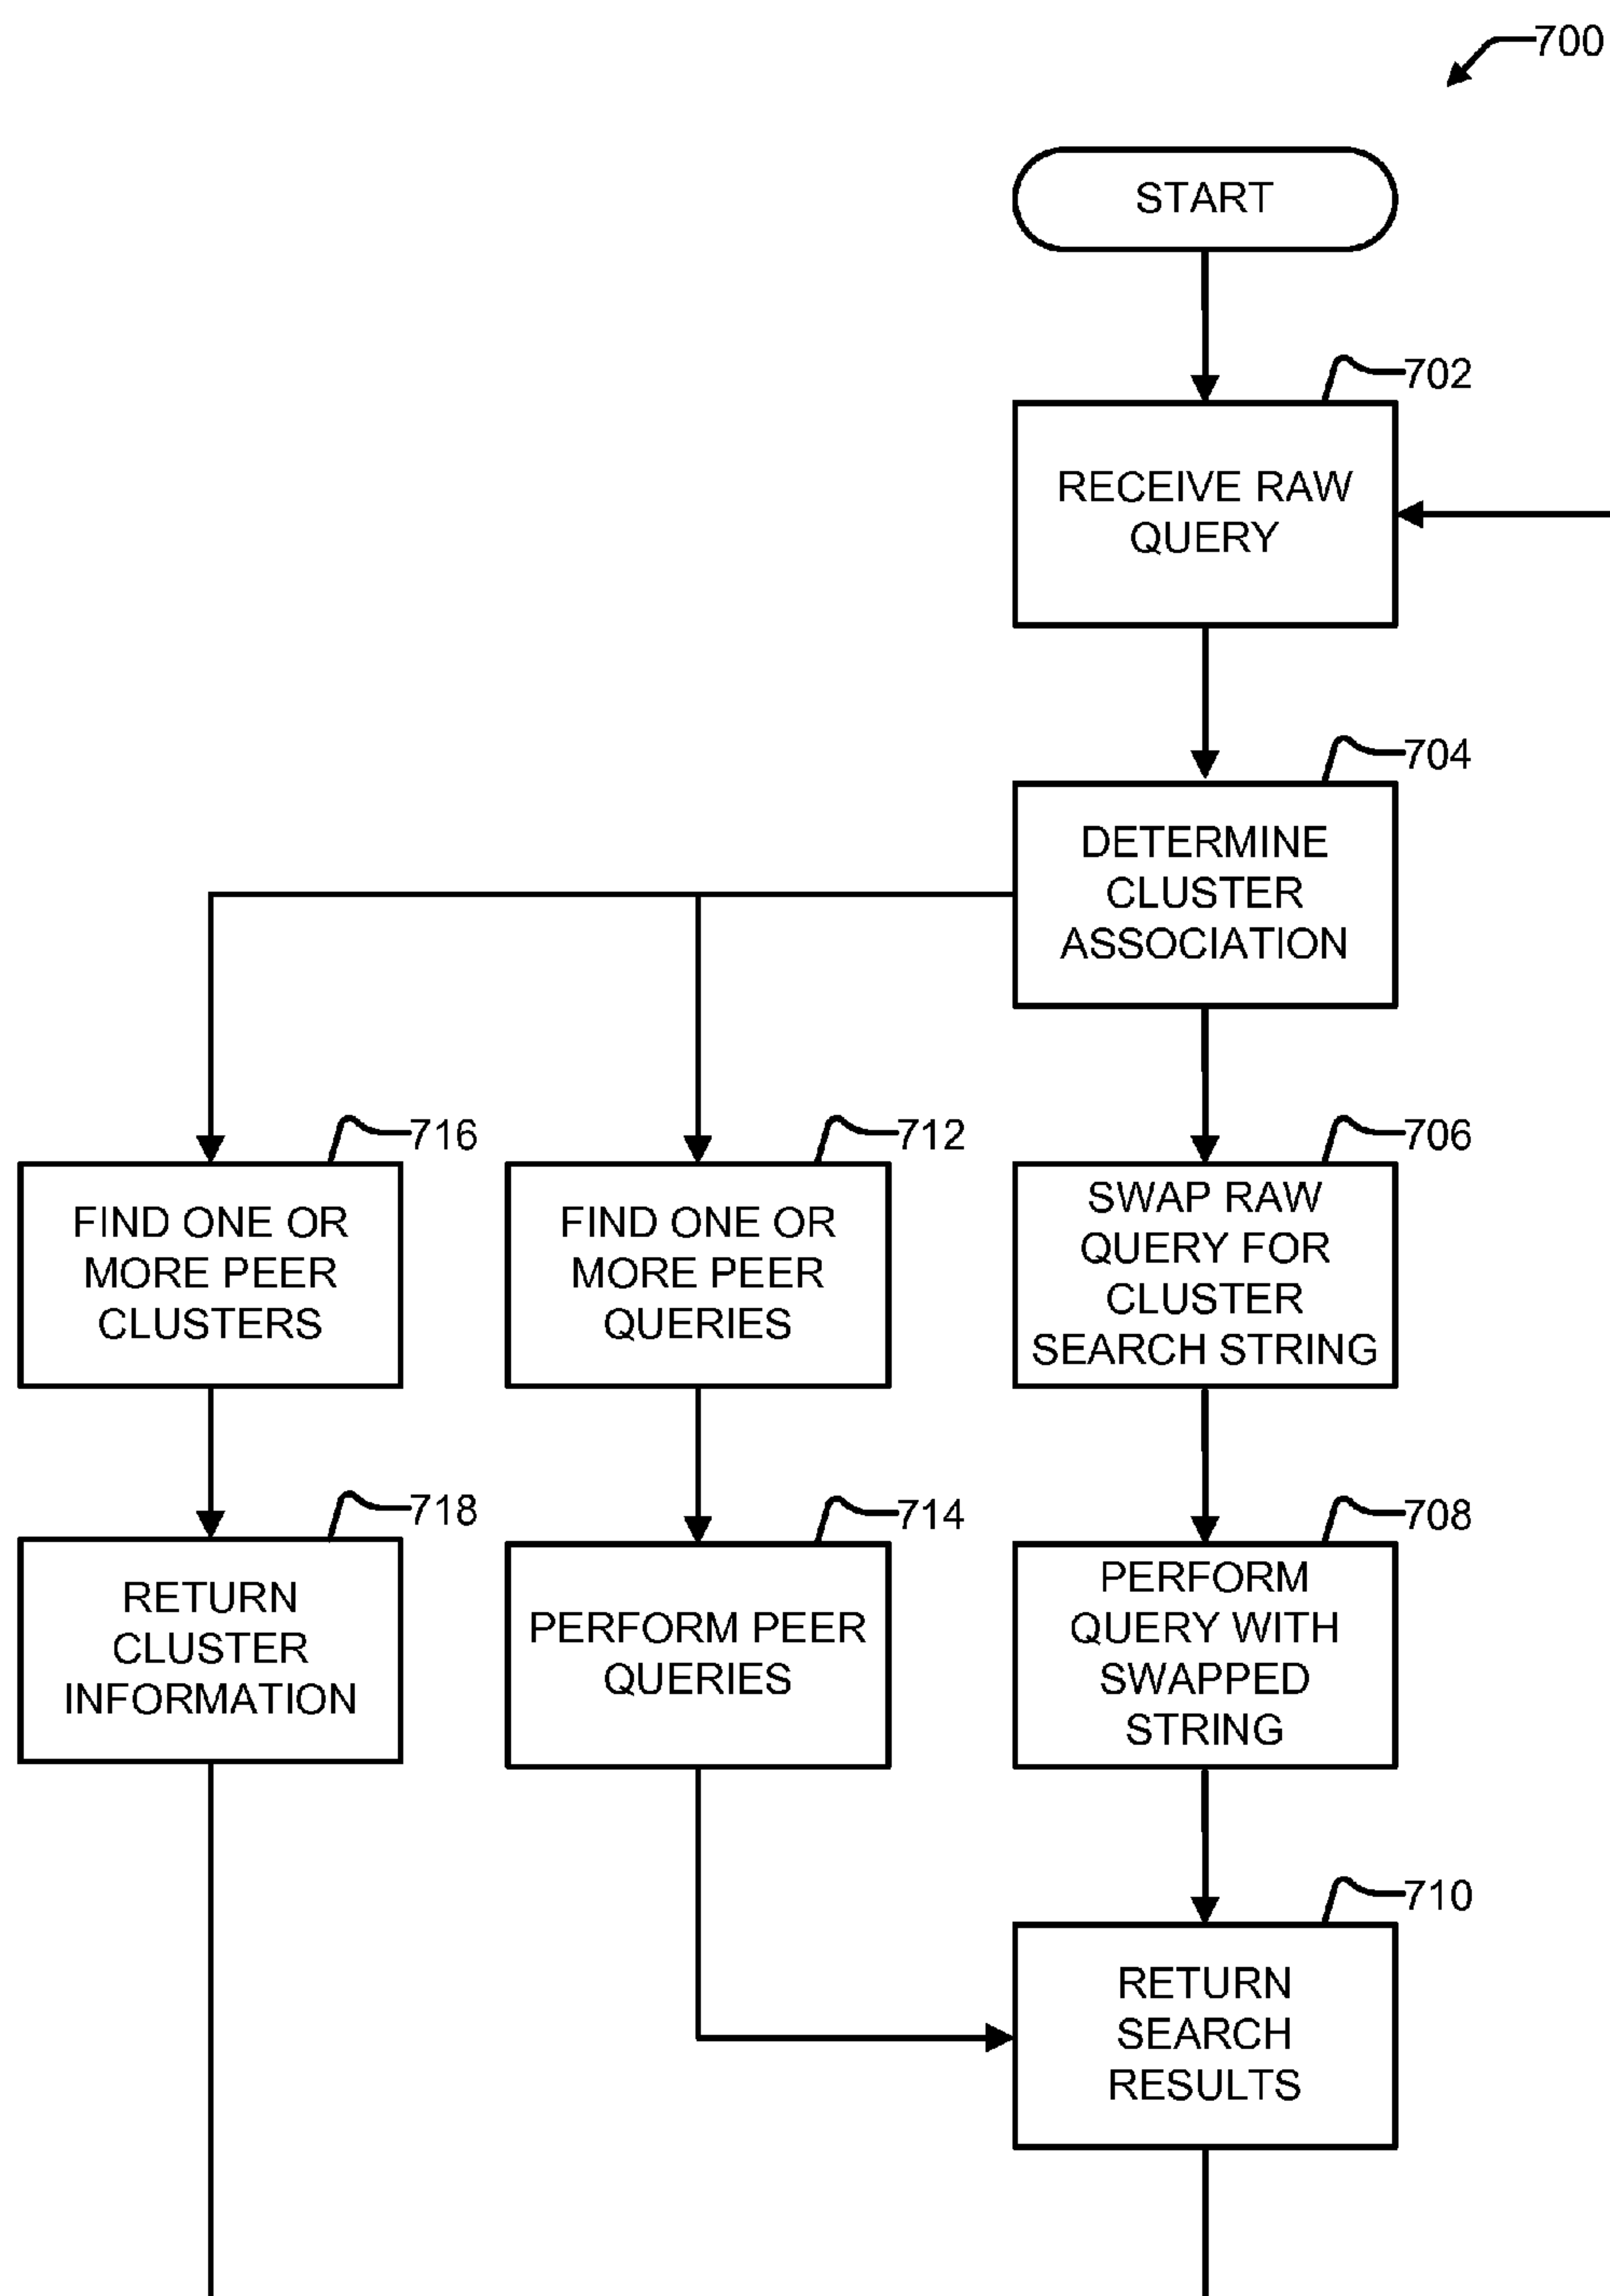 700
START
702
RECEIVE RAW
QUERY
704
DETERMINE
CLUSTER
ASSOCIATION
716
FIND ONE OR
MORE PEER
CLUSTERS
712
FIND ONE OR
MORE PEER
QUERIES
706
SWAP RAW
QUERY FOR
CLUSTER
SEARCH STRING
718
RETURN
CLUSTER
INFORMATION
714
PERFORM PEER
QUERIES
708
PERFORM
QUERY WITH
SWAPPED
STRING
710
RETURN
SEARCH
RESULTS